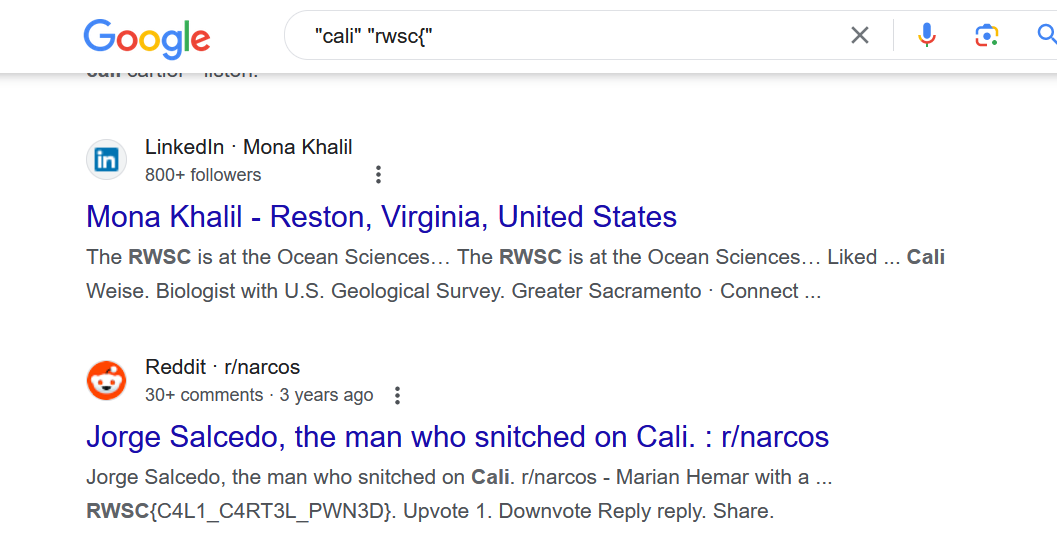 Google
"cali" "rwsc{"
cali cartlor - liston.
LinkedIn · Mona Khalil
800+ followers
Mona Khalil - Reston, Virginia, United States
The RWSC is at the Ocean Sciences… The RWSC is at the Ocean Sciences… Liked ... Cali
Weise. Biologist with U.S. Geological Survey. Greater Sacramento · Connect ...
Reddit · r/narcos
30+ comments · 3 years ago
Jorge Salcedo, the man who snitched on Cali. : r/narcos
Jorge Salcedo, the man who snitched on Cali. r/narcos - Marian Hemar with a ...
RWSC{C4L1_C4RT3L_PWN3D}. Upvote 1. Downvote Reply reply. Share.